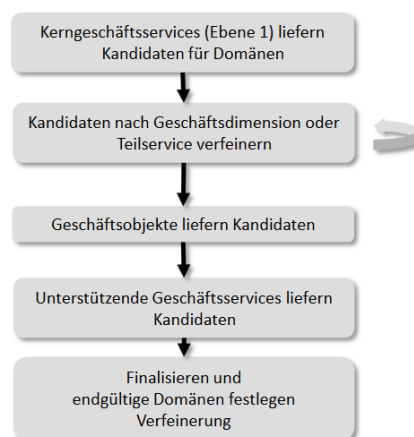 Kerngeschäftsservices (Ebene 1) liefern
Kandidaten für Domänen
Kandidaten nach Geschäftsdimension oder
Teilservice verfeinern
Geschäftsobjekte liefern Kandidaten
Unterstützende Geschäftsservices liefern
Kandidaten
Finalisieren und
endgültige Domänen festlegen
Verfeinerung